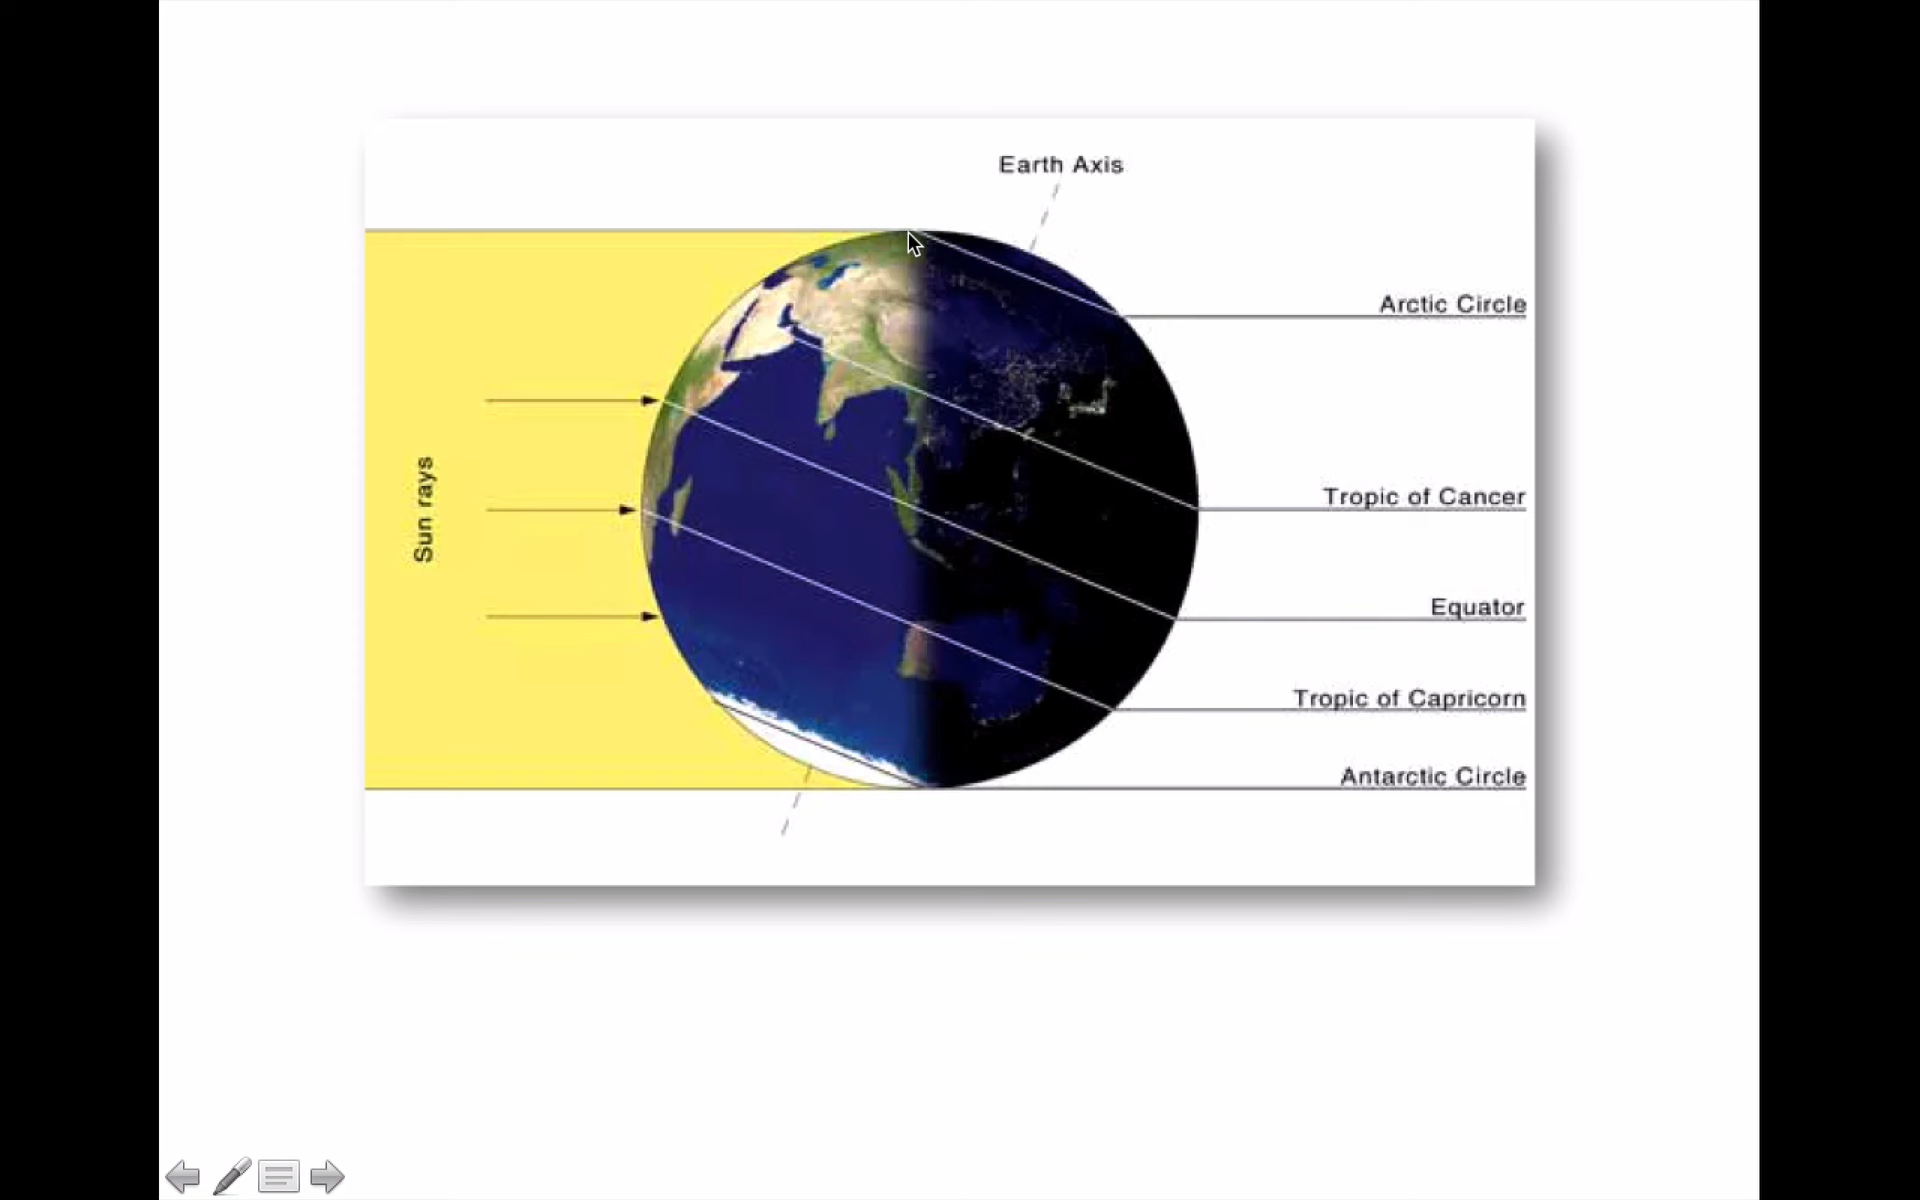 Earth Axis
Arctic Circle
Sun rays
Tropic of Cancer
Equator
Tropic of Capricorn
Antarctic Circle